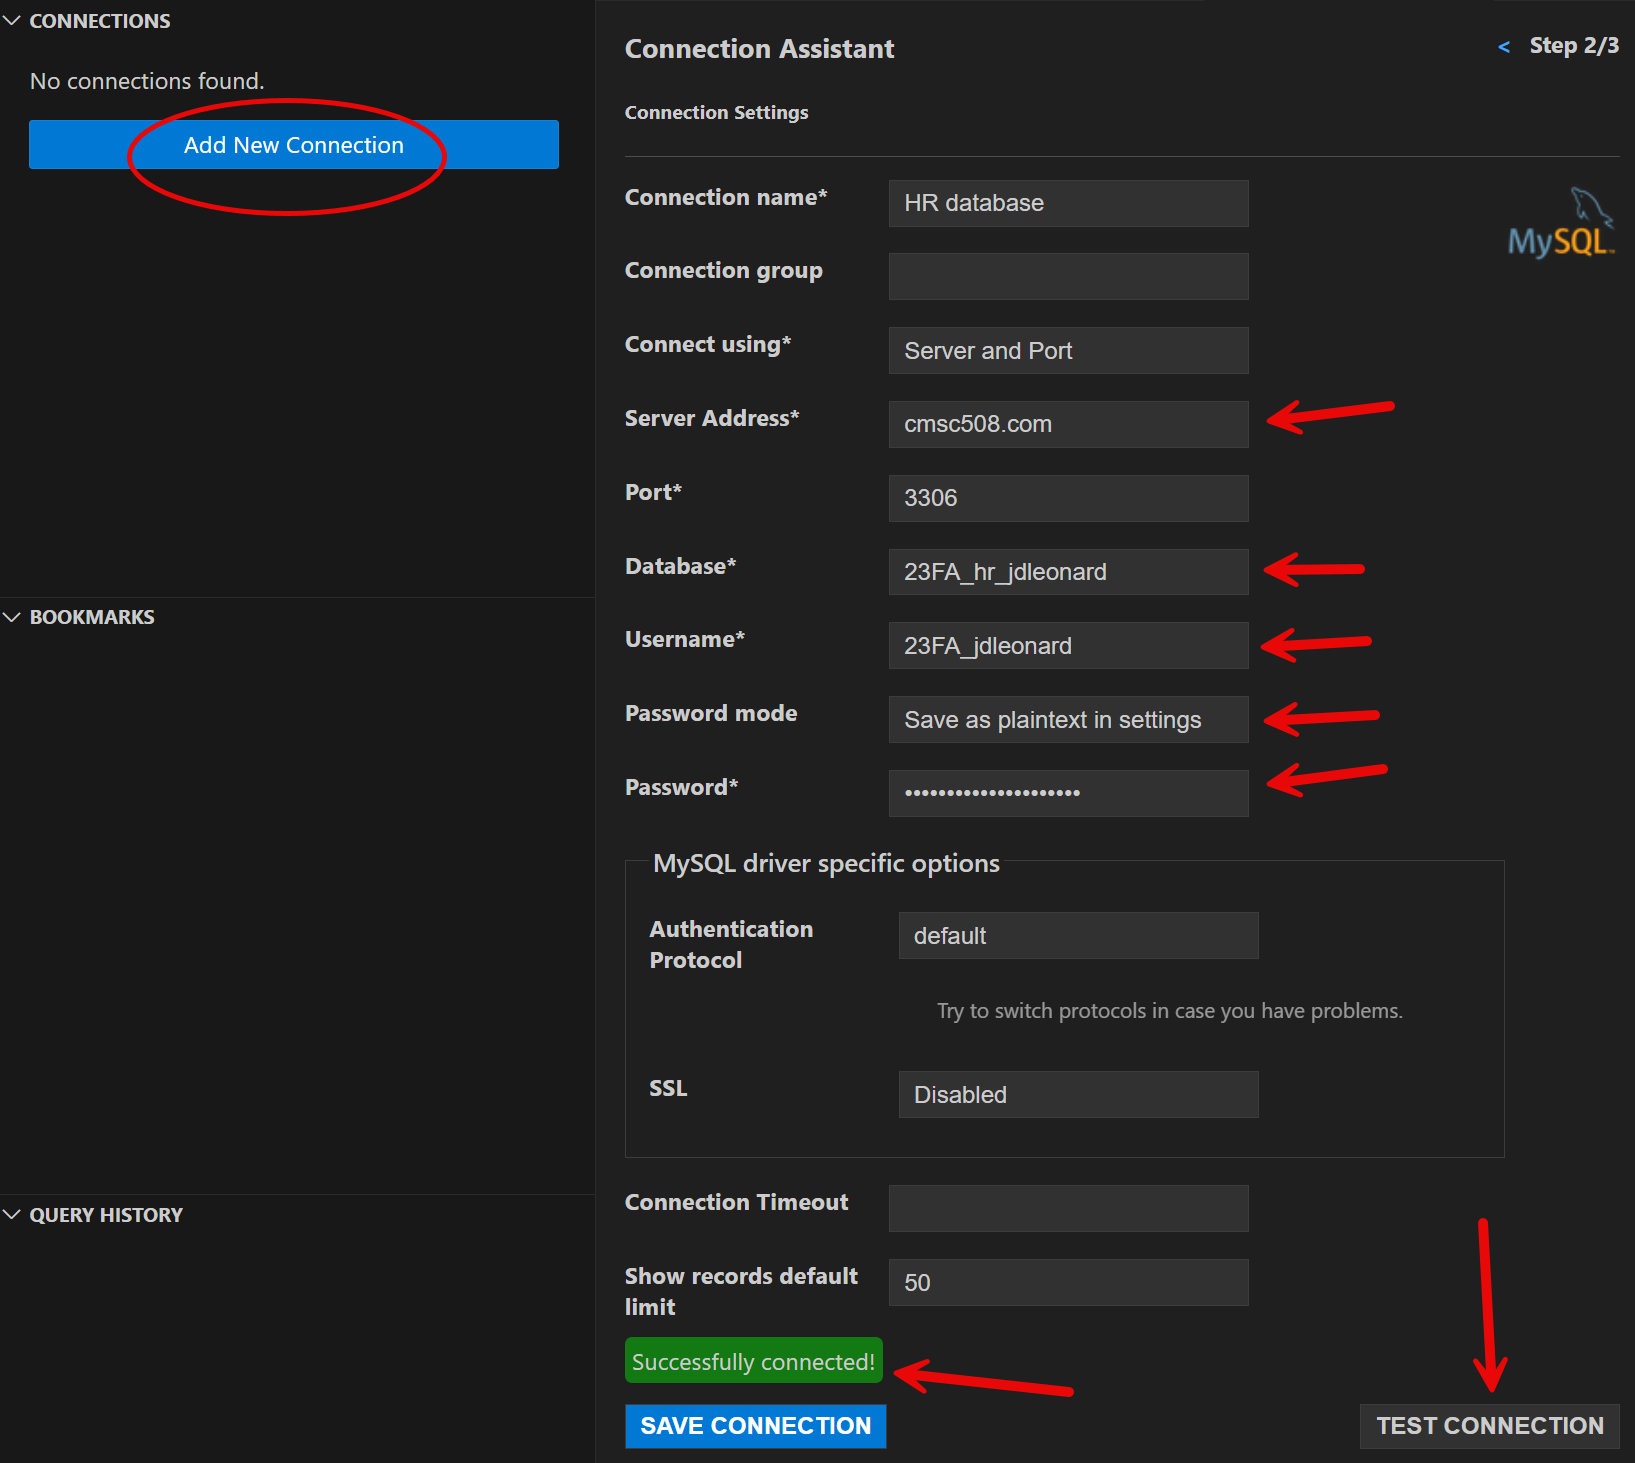 CONNECTIONS
No connections found.
Add New Connection
BOOKMARKS
QUERY HISTORY
Connection Assistant
< Step 2/3
Connection Settings
MySQL™
Connection name* HR database
Connection group
Connect using* Server and Port
Server Address* cmsc508.com
Port* 3306
Database* 23FA_hr_jdleonard
Username* 23FA_jdleonard
Password mode Save as plaintext in settings
Password* •••••••••••••••••••••
MySQL driver specific options
Authentication default
Protocol
Try to switch protocols in case you have problems.
SSL Disabled
Connection Timeout
Show records default 50
limit
Successfully connected!
SAVE CONNECTION
TEST CONNECTION